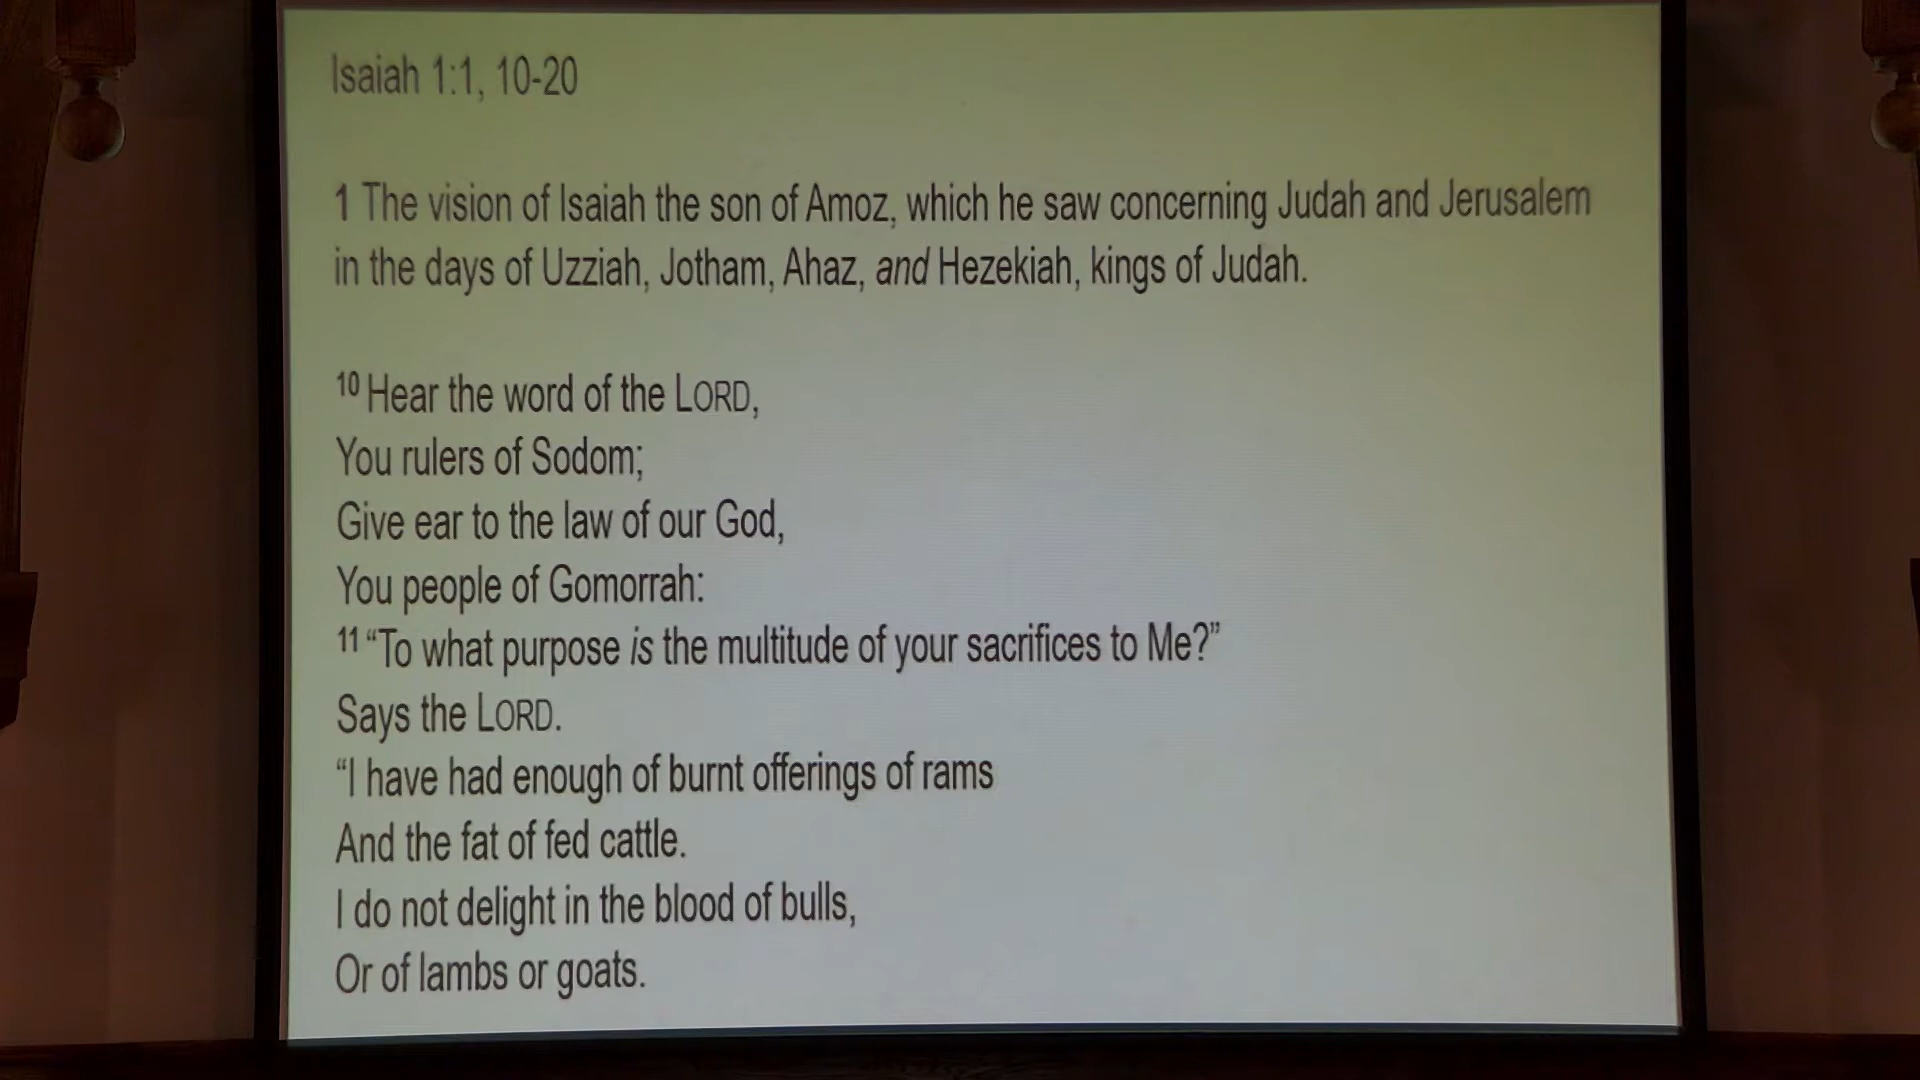 Isaiah 1:1, 10-20
1 The vision of Isaiah the son of Amoz, which he saw concerning Judah and Jerusalem
in the days of Uzziah, Jotham, Ahaz, and Hezekiah, kings of Judah.
10 Hear the word of the LORD,
You rulers of Sodom;
Give ear to the law of our God,
You people of Gomorrah:
11 “To what purpose is the multitude of your sacrifices to Me?”
Says the LORD.
“I have had enough of burnt offerings of rams
And the fat of fed cattle.
I do not delight in the blood of bulls,
Or of lambs or goats.